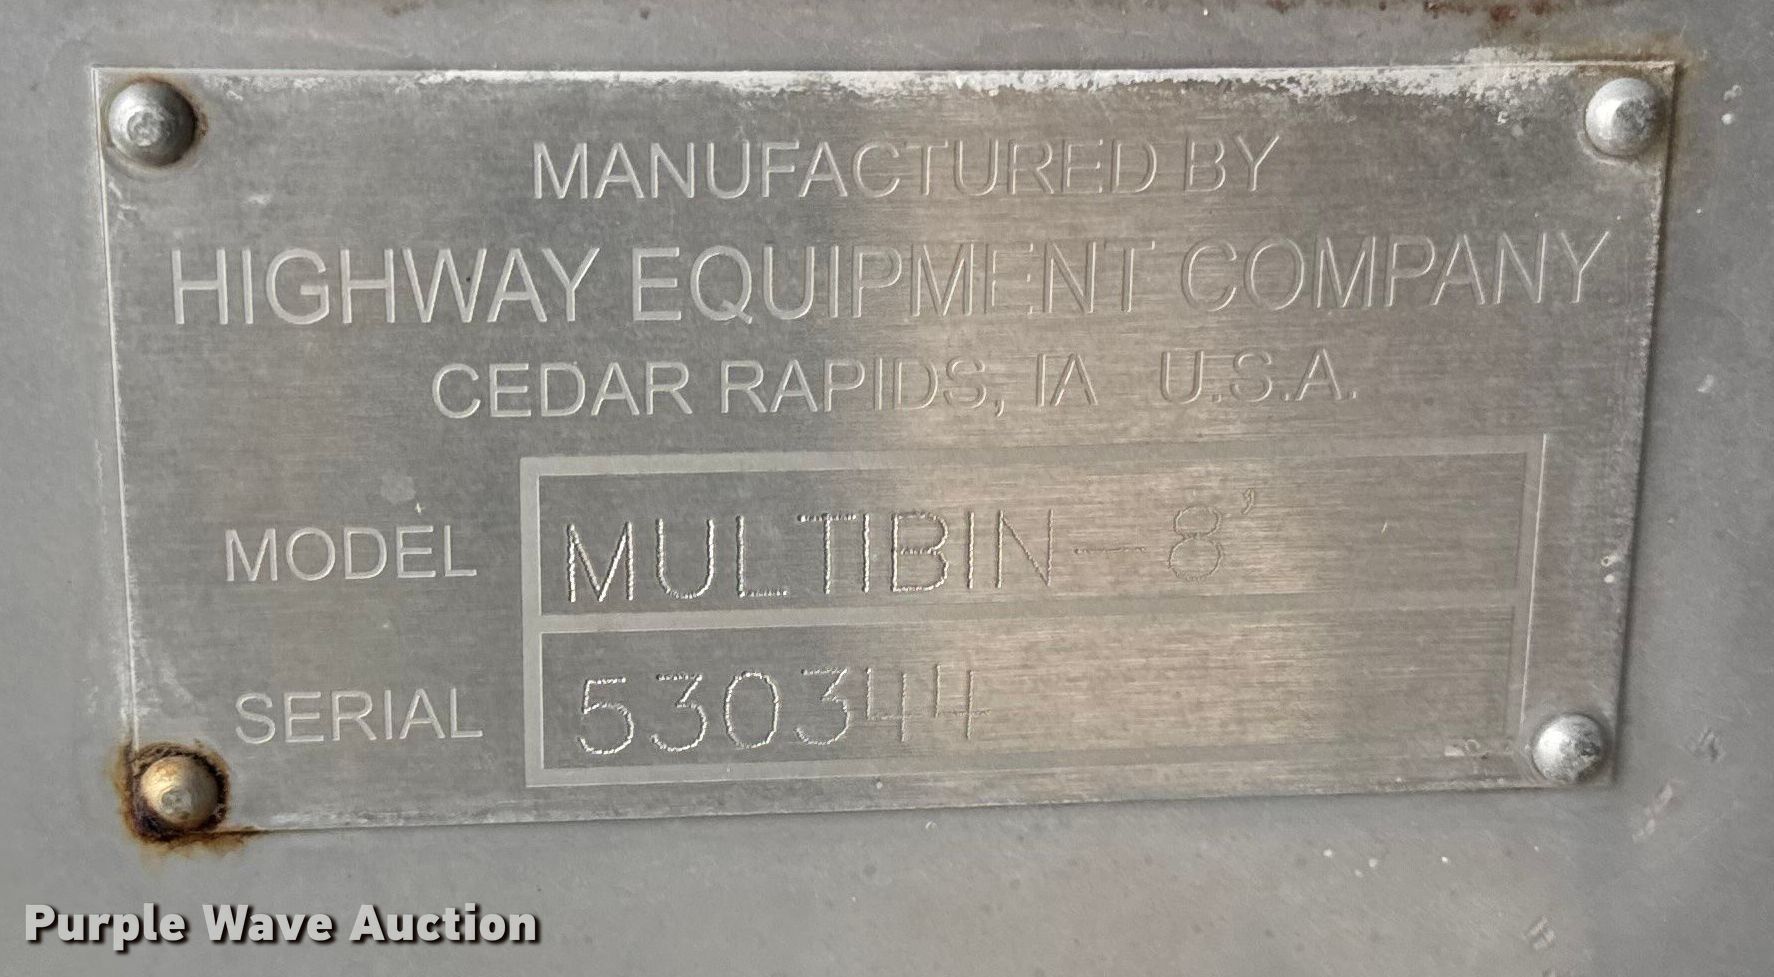 MANUFACTURED BY
HIGHWAY EQUIPMENT COMPANY
CEDAR RAPIDS, IA U.S.A.
MODEL MULTIBIN-8'
SERIAL 530344
Purple Wave Auction